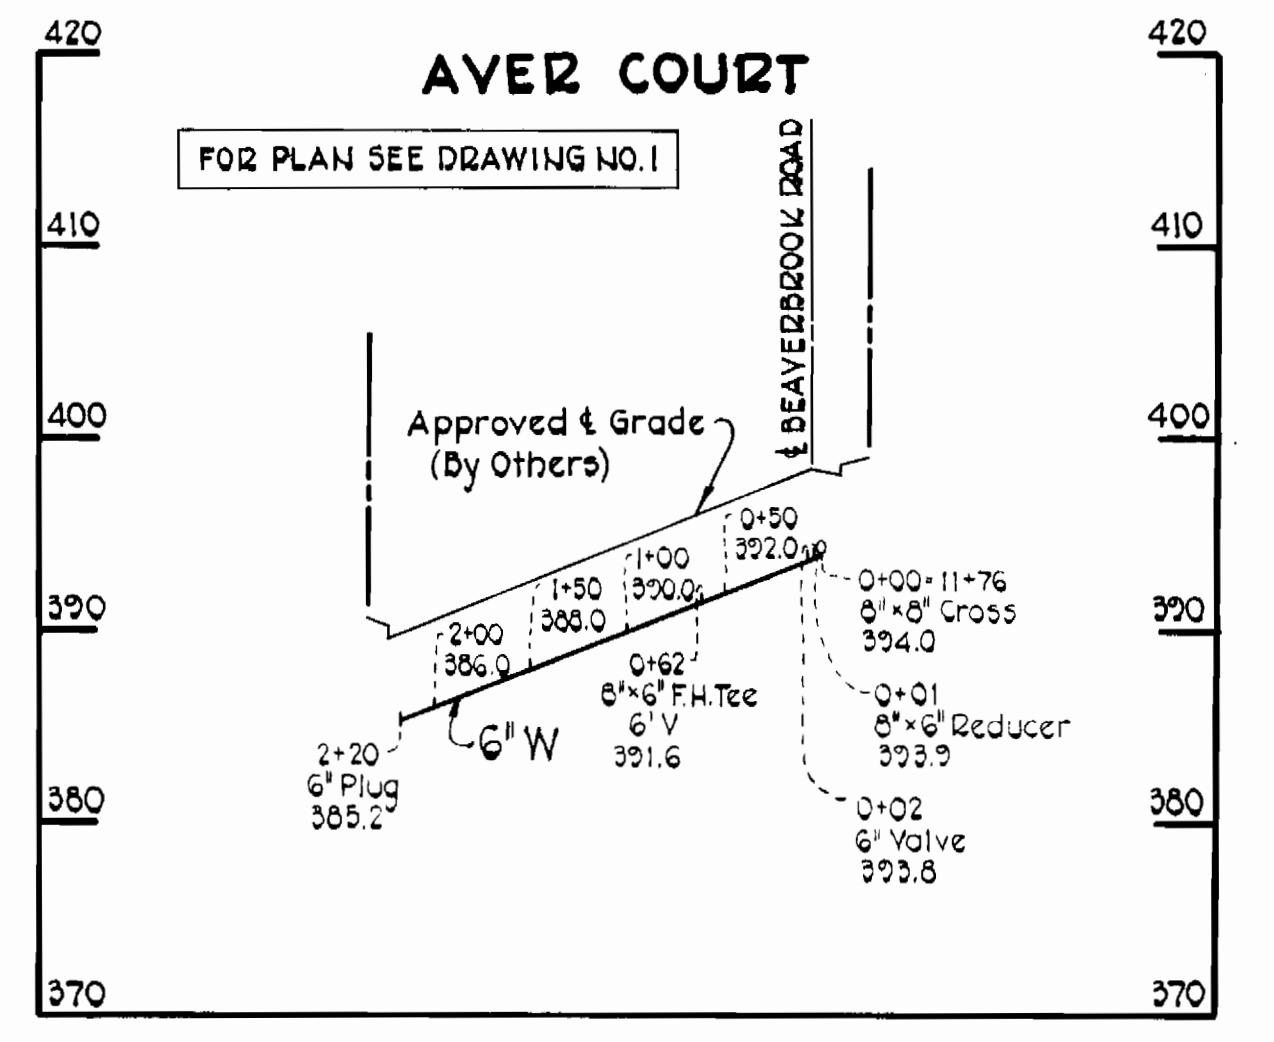 420
420
AVER COURT
FOR PLAN SEE DRAWING NO.1
℄ BEAVERBROOK ROAD
410
410
400
400
Approved ℄ Grade
(By Others)
0+50
392.0
1+00
390.0
1+50
388.0
2+00
386.0
0+00=11+76
8"x8" Cross
394.0
390
390
0+62
8"x6" F.H.Tee
6' V
391.6
0+01
8"x6" Reducer
393.9
6" W
2+20
6" Plug
385.2
380
380
0+02
6" Valve
393.8
370
370